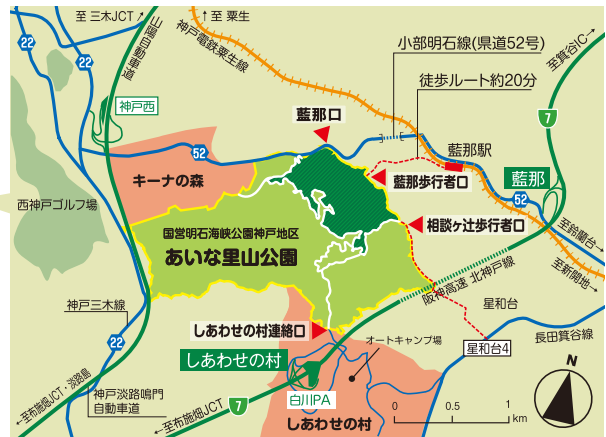 至 三木JCT
至 粟生
山陽自動車道
神戸電鉄粟生線
小部明石線(県道52号)
徒歩ルート約20分
至箕谷IC
22
22
神戸西
藍那口
7
52
藍那駅
キーナの森
藍那歩行者口
藍那
西神戸ゴルフ場
国営明石海峡公園神戸地区
あいな里山公園
相談ヶ辻歩行者口
52
至鈴蘭台
至新開地
阪神高速 北神戸線
神戸三木線
しあわせの村連絡口
星和台
22
しあわせの村
オートキャンプ場
長田箕谷線
星和台4
至布施畑JCT・淡路島
神戸淡路鳴門
自動車道
至布施畑JCT
7
白川PA
しあわせの村
N
0 0.5 1
km